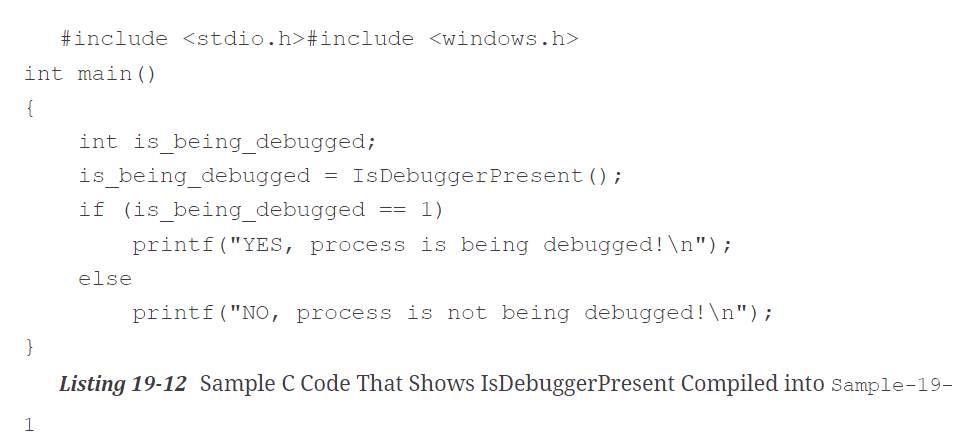 #include <stdio.h>#include <windows.h>
int main()
{
int is_being_debugged;
is_being_debugged = IsDebuggerPresent();
if (is_being_debugged == 1)
printf("YES, process is being debugged!\n");
else
printf("NO, process is not being debugged!\n");
}
Listing 19-12 Sample C Code That Shows IsDebuggerPresent Compiled into Sample-19-
1